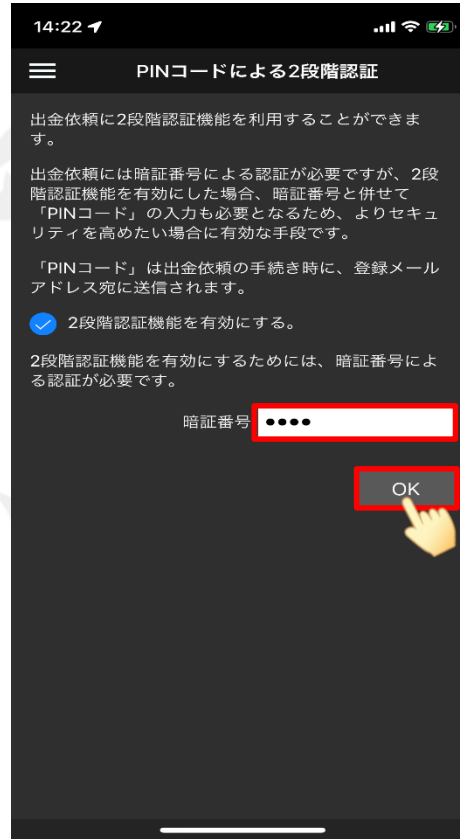 14:22
PINコードによる2段階認証
出金依頼に2段階認証機能を利用することができま
す。
出金依頼には暗証番号による認証が必要ですが、2段
階認証機能を有効にした場合、暗証番号と併せて
「PINコード」の入力も必要となるため、よりセキュ
リティを高めたい場合に有効な手段です。
「PINコード」は出金依頼の手続き時に、登録メール
アドレス宛に送信されます。
2段階認証機能を有効にする。
2段階認証機能を有効にするためには、暗証番号によ
る認証が必要です。
暗証番号 ••••
OK